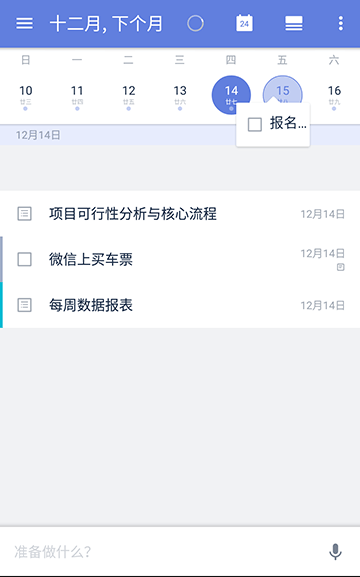 十二月, 下个月
24
日 一 二 三 四 五 六
10 11 12 13 14 15 16
廿三 廿四 廿五 廿六 廿七 廿九
报名...
12月14日
项目可行性分析与核心流程 12月14日
微信上买车票 12月14日
每周数据报表 12月14日
准备做什么?